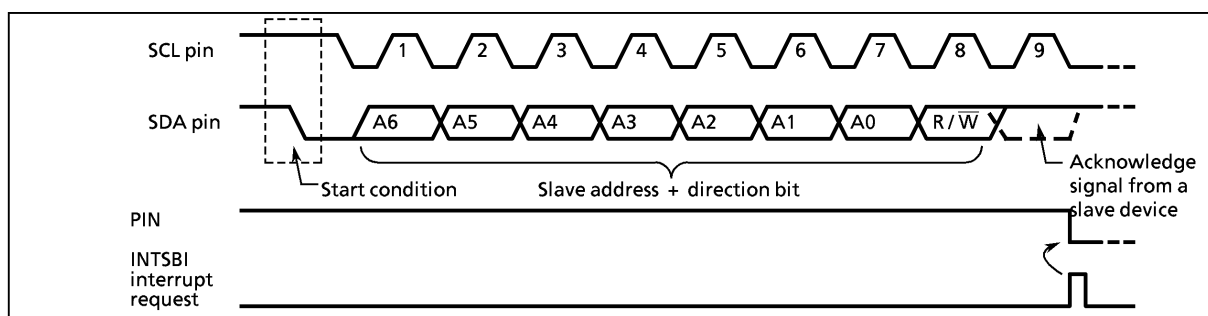 SCL pin
1 2 3 4 5 6 7 8 9
SDA pin
A6 A5 A4 A3 A2 A1 A0 R / W̅
Start condition
Slave address + direction bit
Acknowledge
signal from a
slave device
PIN
INTSBI
interrupt
request